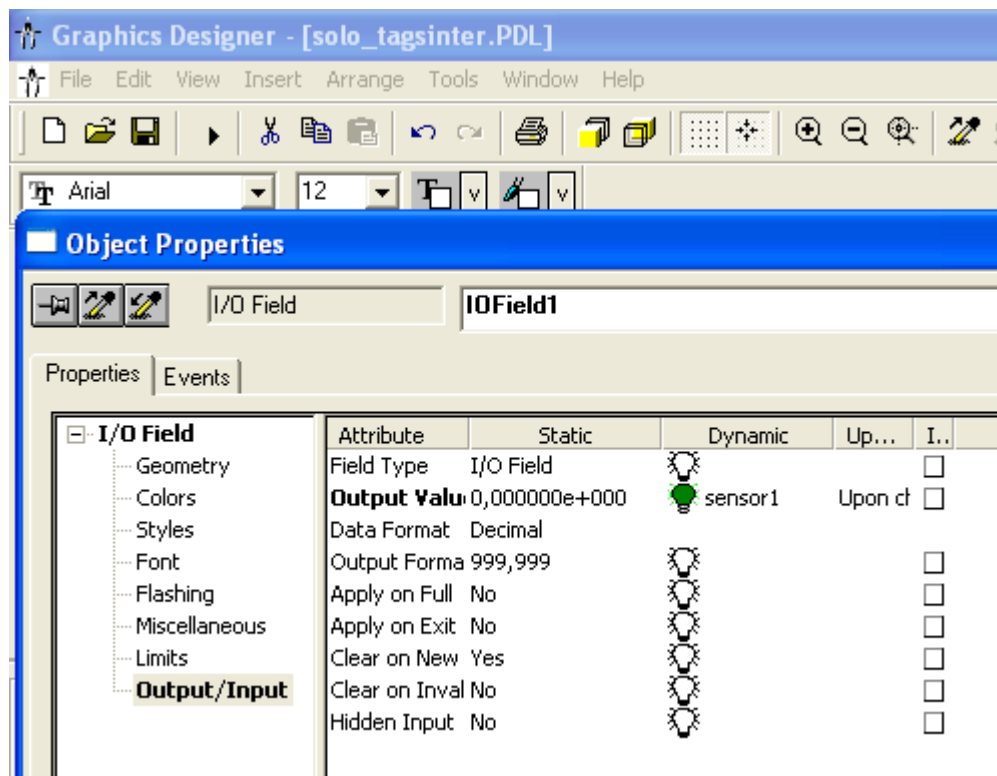 Graphics Designer - [solo_tagsinter.PDL]
File Edit View Insert Arrange Tools Window Help
Arial 12 v v
Object Properties
I/O Field IOField1
Properties Events
I/O Field Attribute Static Dynamic Up... I..
Geometry Field Type I/O Field
Colors Output Valu 0,000000e+000 sensor1 Upon ch
Styles Data Format Decimal
Font Output Forma 999,999
Flashing Apply on Full No
Miscellaneous Apply on Exit No
Limits Clear on New Yes
Output/Input Clear on Inval No
Hidden Input No